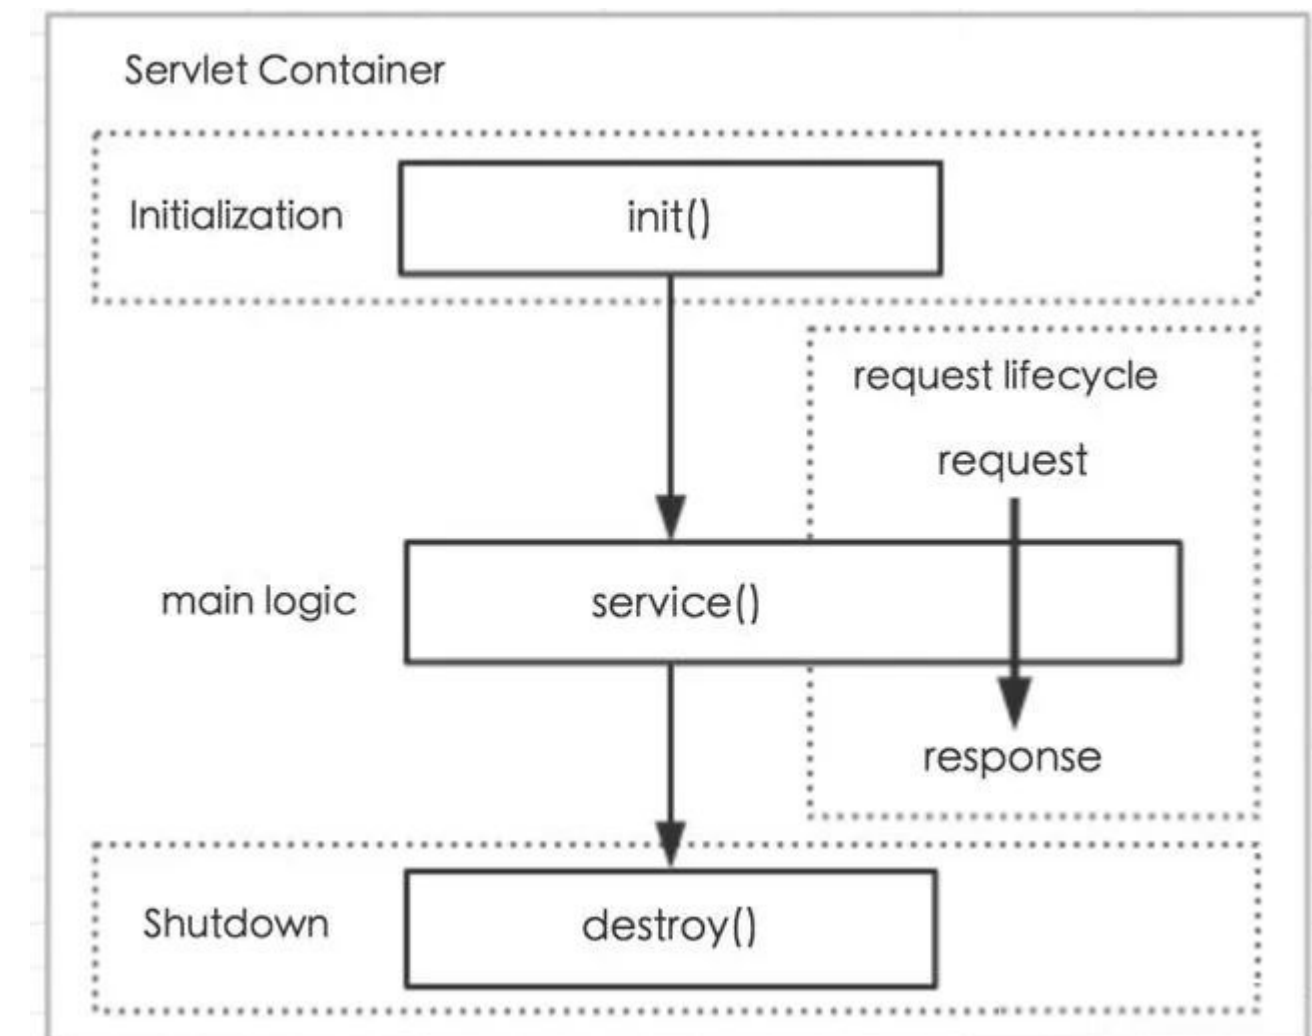 Servlet Container
Initialization
init()
request lifecycle
request
main logic
service()
response
Shutdown
destroy()